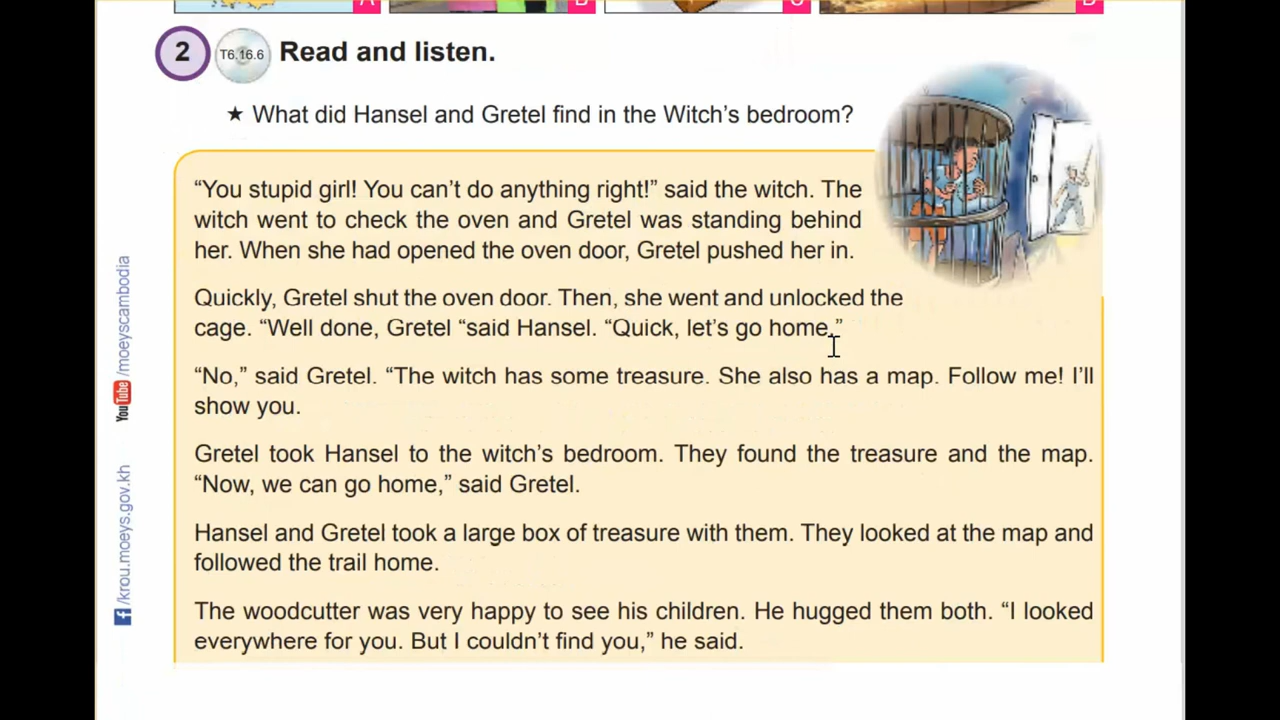 A
B
C
D
2
T6.16.6
Read and listen.
★ What did Hansel and Gretel find in the Witch’s bedroom?
“You stupid girl! You can’t do anything right!” said the witch. The
witch went to check the oven and Gretel was standing behind
her. When she had opened the oven door, Gretel pushed her in.
Quickly, Gretel shut the oven door. Then, she went and unlocked the
cage. “Well done, Gretel “said Hansel. “Quick, let’s go home.”
“No,” said Gretel. “The witch has some treasure. She also has a map. Follow me! I’ll
show you.
Gretel took Hansel to the witch’s bedroom. They found the treasure and the map.
“Now, we can go home,” said Gretel.
Hansel and Gretel took a large box of treasure with them. They looked at the map and
followed the trail home.
The woodcutter was very happy to see his children. He hugged them both. “I looked
everywhere for you. But I couldn’t find you,” he said.
YouTube /moeyscambodia
f /krou.moeys.gov.kh